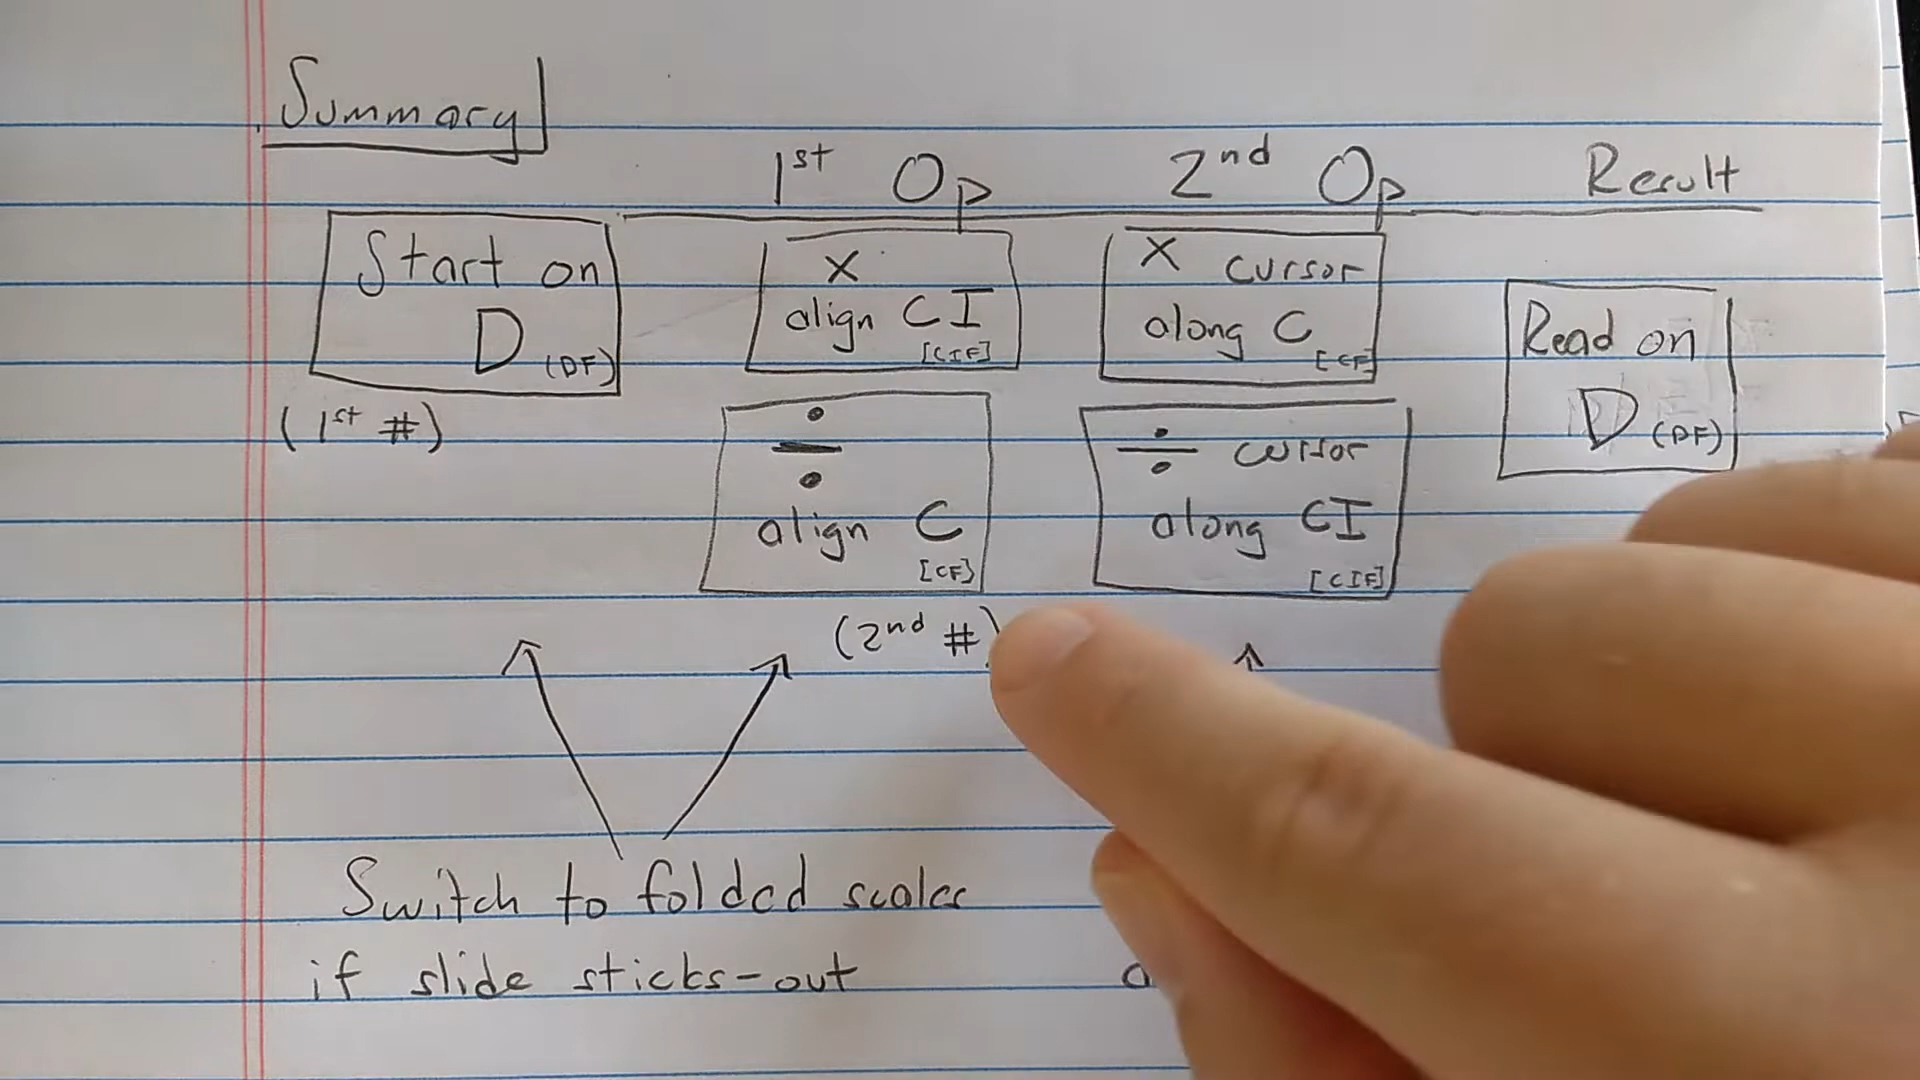 Summary
1st Op 2nd Op Result
Start on
D (DF)
(1st #)
×
align CI
[CIF]
× cursor
along C
[CF]
÷
align C
[CF]
(2nd #)
÷ cursor
along CI
[CIF]
Read on
D (DF)
Switch to folded scales
if slide sticks-out